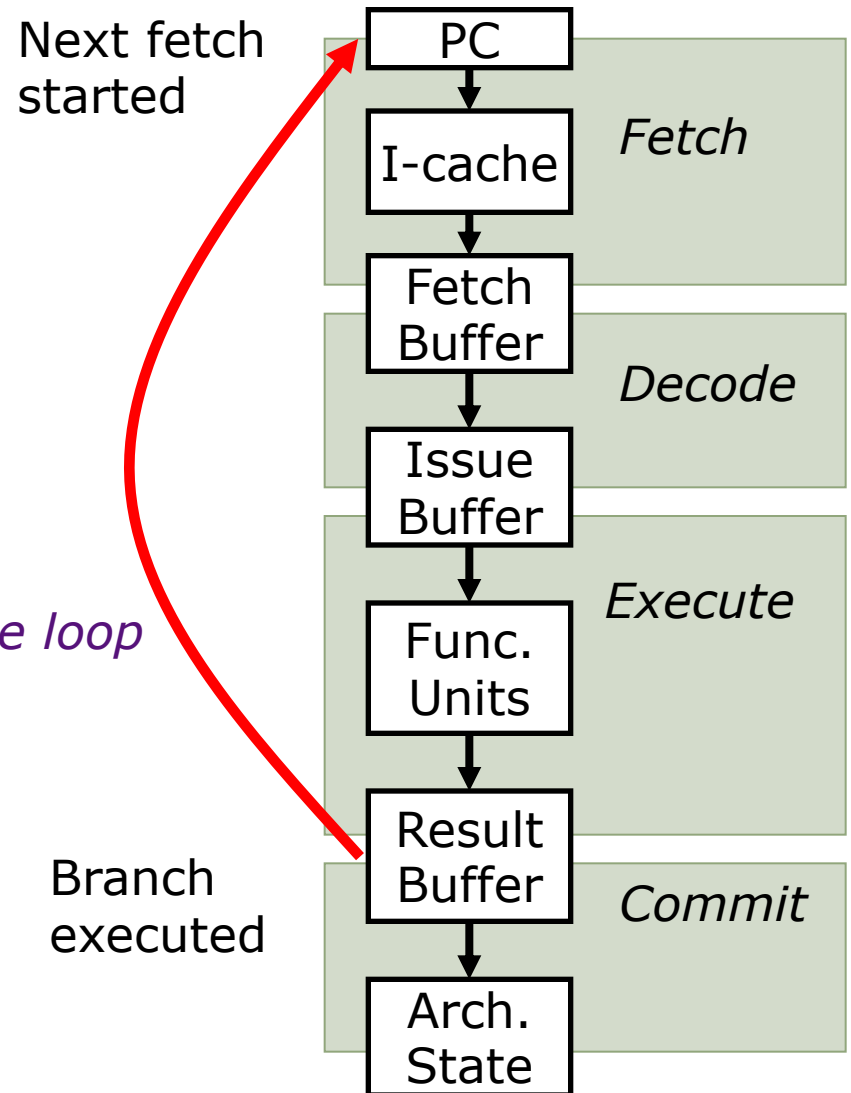 Next fetch
started
PC
Fetch
I-cache
Fetch
Buffer
Decode
Issue
Buffer
Execute
e loop
Func.
Units
Result
Buffer
Branch
executed
Commit
Arch.
State